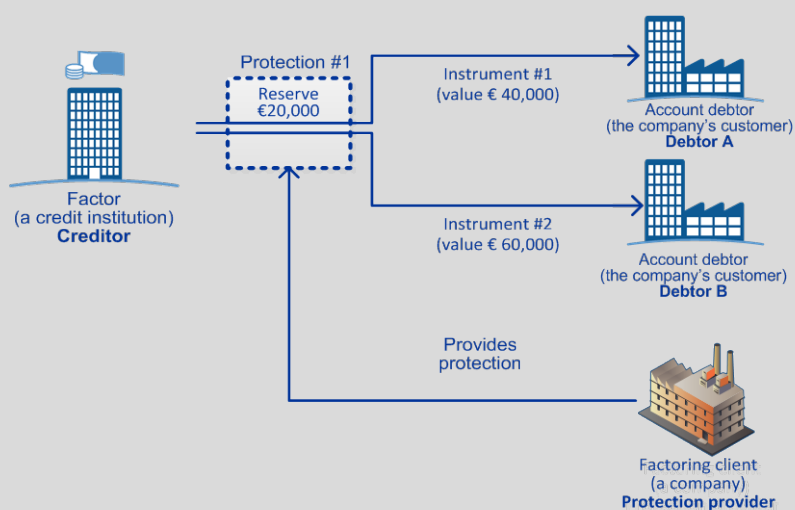 Protection #1
Reserve
€20,000
Instrument #1
(value € 40,000)
Account debtor
(the company's customer)
Debtor A
Factor
(a credit institution)
Creditor
Instrument #2
(value € 60,000)
Account debtor
(the company's customer)
Debtor B
Provides
protection
Factoring client
(a company)
Protection provider